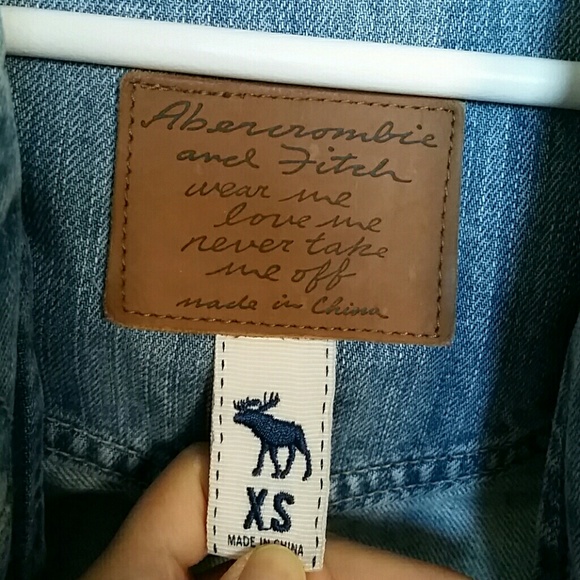 Abercrombie
and Fitch
wear me
love me
never take
me off
made in China
XS
MADE IN CHINA